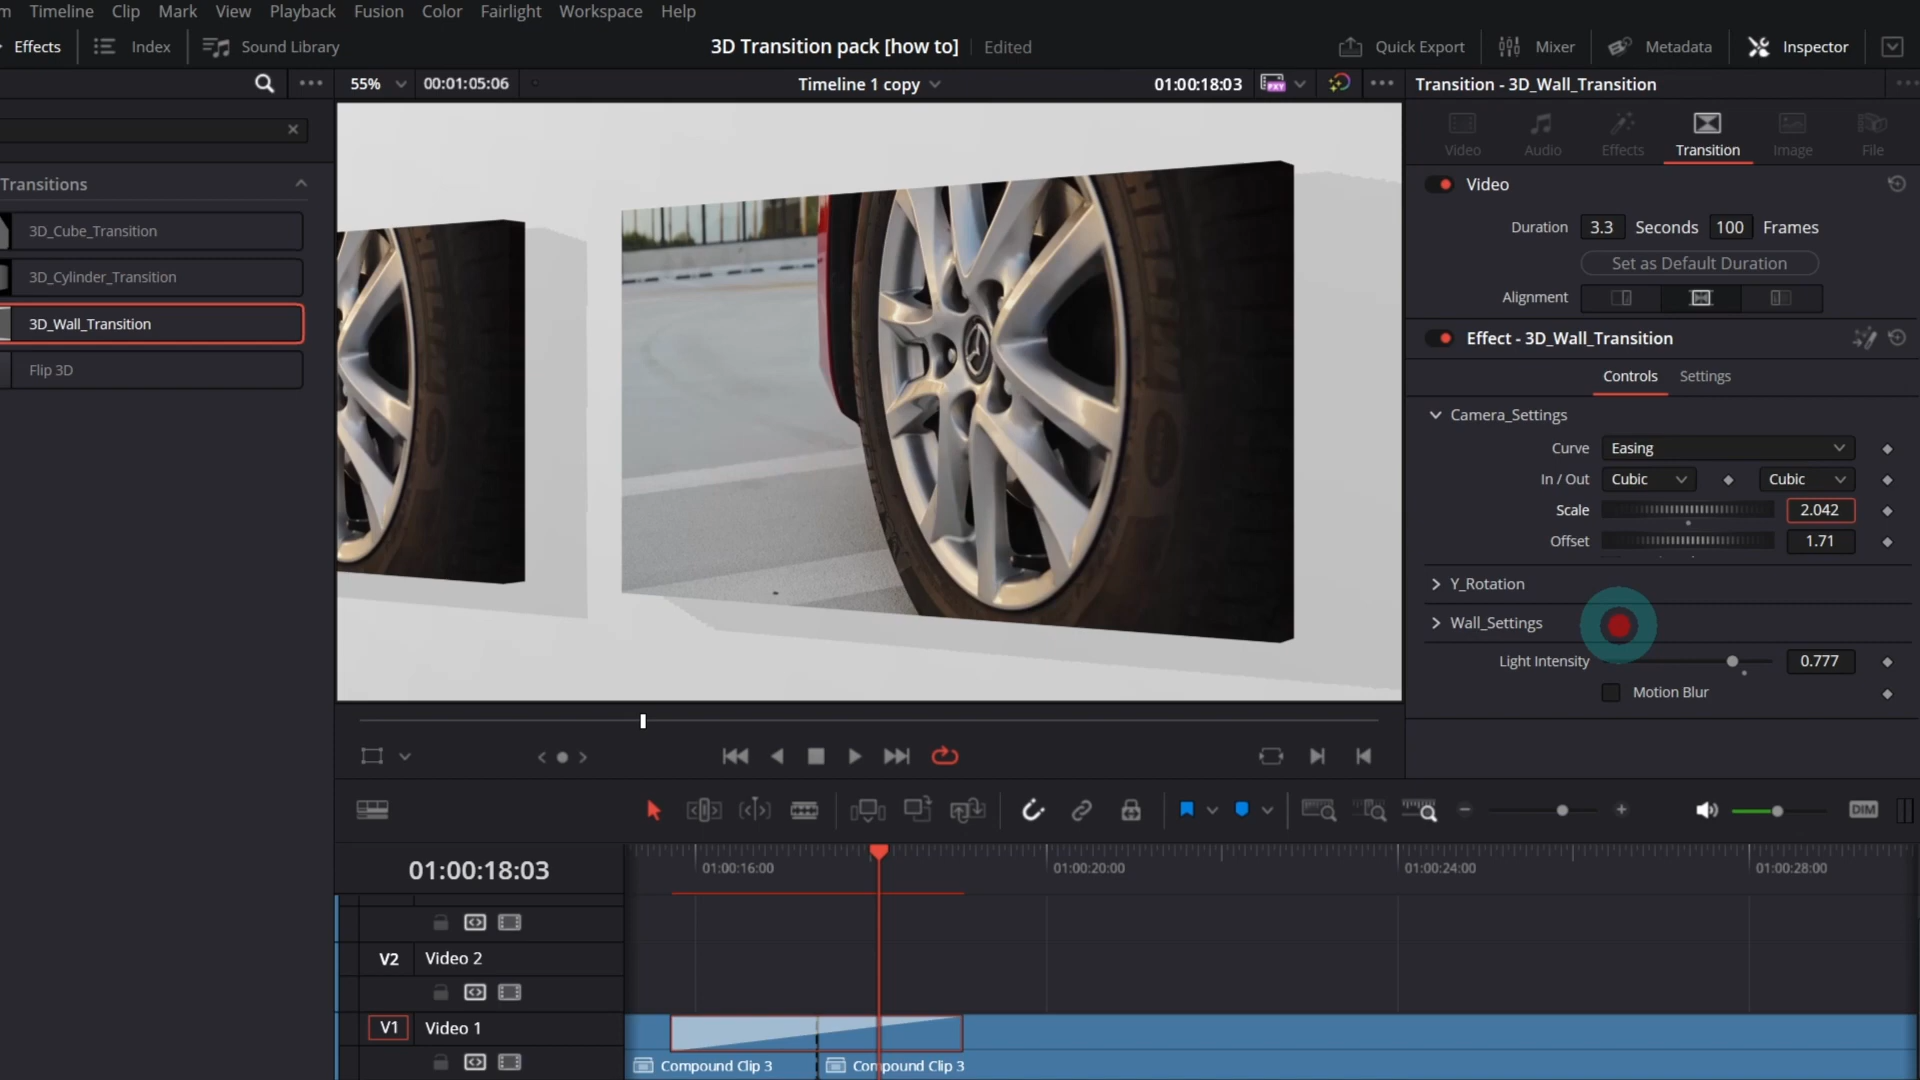 m Timeline Clip Mark View Playback Fusion Color Fairlight Workspace Help
Effects Index Sound Library 3D Transition pack [how to] Edited Quick Export Mixer Metadata Inspector
55% 00:01:05:06 Timeline 1 copy 01:00:18:03 PXY Transition - 3D_Wall_Transition
Video Audio Effects Transition Image File
Transitions
3D_Cube_Transition
3D_Cylinder_Transition
3D_Wall_Transition
Flip 3D
Video
Duration 3.3 Seconds 100 Frames
Set as Default Duration
Alignment
Effect - 3D_Wall_Transition
Controls Settings
Camera_Settings
Curve Easing
In / Out Cubic Cubic
Scale 2.042
Offset 1.71
Y_Rotation
Wall_Settings
Light Intensity 0.777
Motion Blur
DIM
01:00:18:03 01:00:16:00 01:00:20:00 01:00:24:00 01:00:28:00
V2 Video 2
V1 Video 1
Compound Clip 3 Compound Clip 3